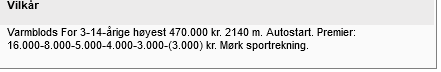 Vilkår
Varmblods For 3-14-årige høyest 470.000 kr. 2140 m. Autostart. Premier:
16.000-8.000-5.000-4.000-3.000-(3.000) kr. Mørk sportrekning.